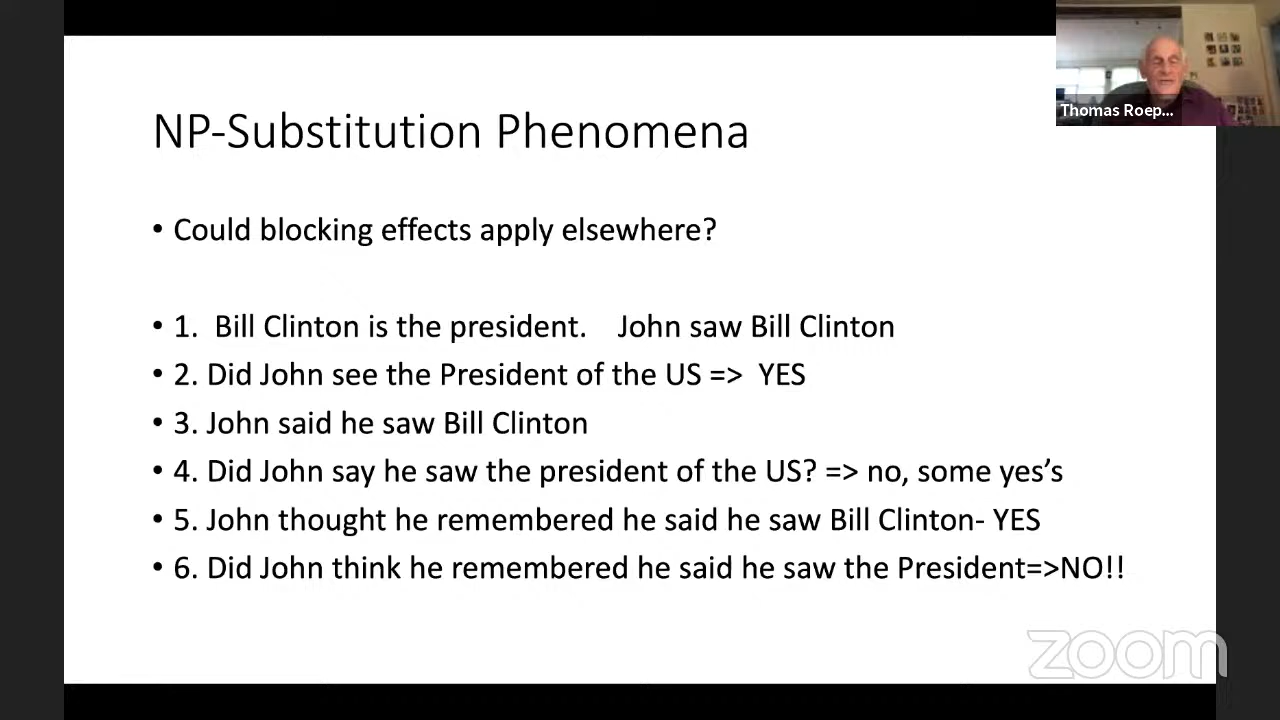 Thomas Roep...
NP-Substitution Phenomena
• Could blocking effects apply elsewhere?
• 1. Bill Clinton is the president. John saw Bill Clinton
• 2. Did John see the President of the US => YES
• 3. John said he saw Bill Clinton
• 4. Did John say he saw the president of the US? => no, some yes’s
• 5. John thought he remembered he said he saw Bill Clinton- YES
• 6. Did John think he remembered he said he saw the President=>NO!!
zoom